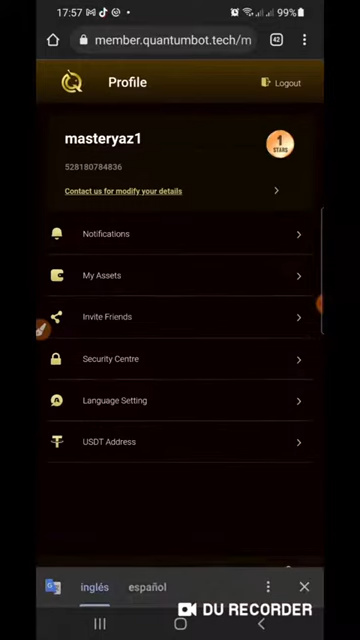 17:57 99%
member.quantumbot.tech/m 42
Profile Logout
masteryaz1
1
STARS
528180784836
Contact us for modify your details
Notifications
My Assets
Invite Friends
Security Centre
Language Setting
USDT Address
inglés español
DU RECORDER